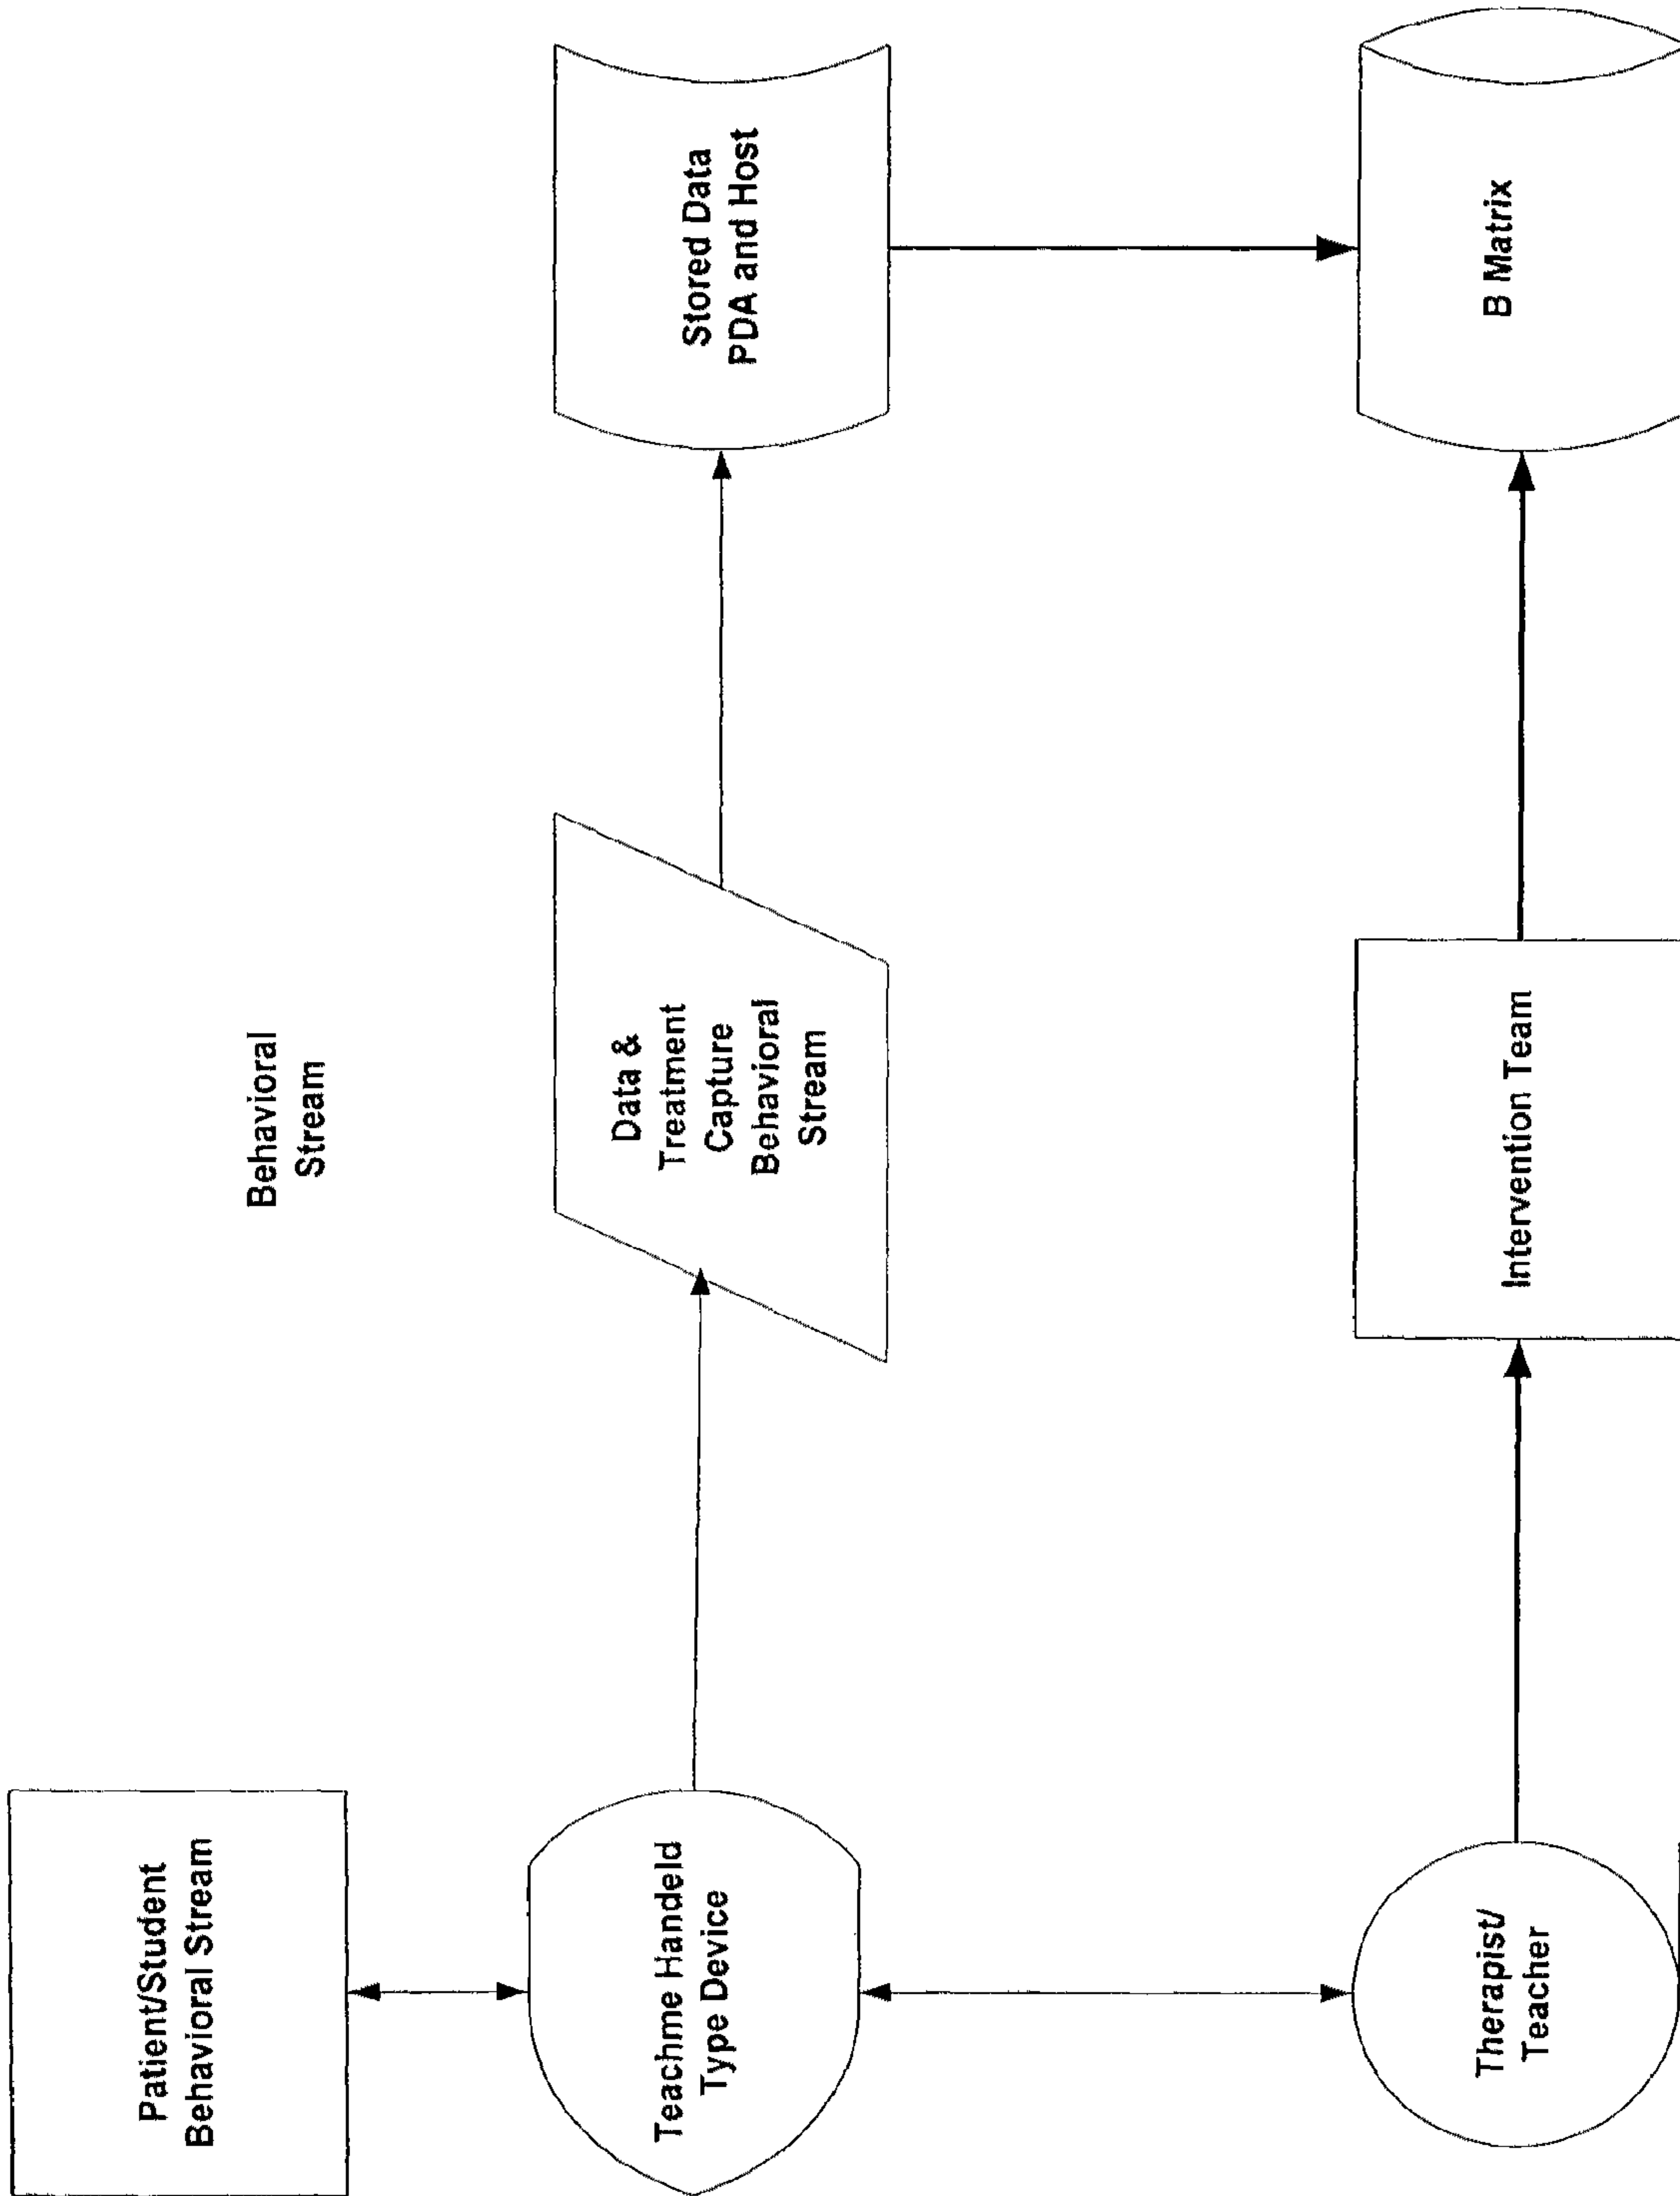 Patient/Student
Behavioral Stream
Behavioral
Stream
Teachme Handeld
Type Device
Data &
Treatment
Capture
Behavioral
Stream
Stored Data
PDA and Host
Therapist/
Teacher
Intervention Team
B Matrix